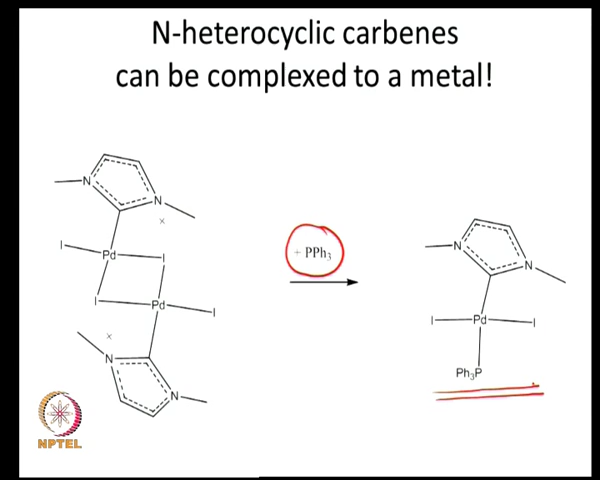 N-heterocyclic carbenes
can be complexed to a metal!
N
N
x
I
Pd
I
+ PPh3
N
N
I
Pd
I
I
Pd
I
x
N
N
Ph3P
NPTEL